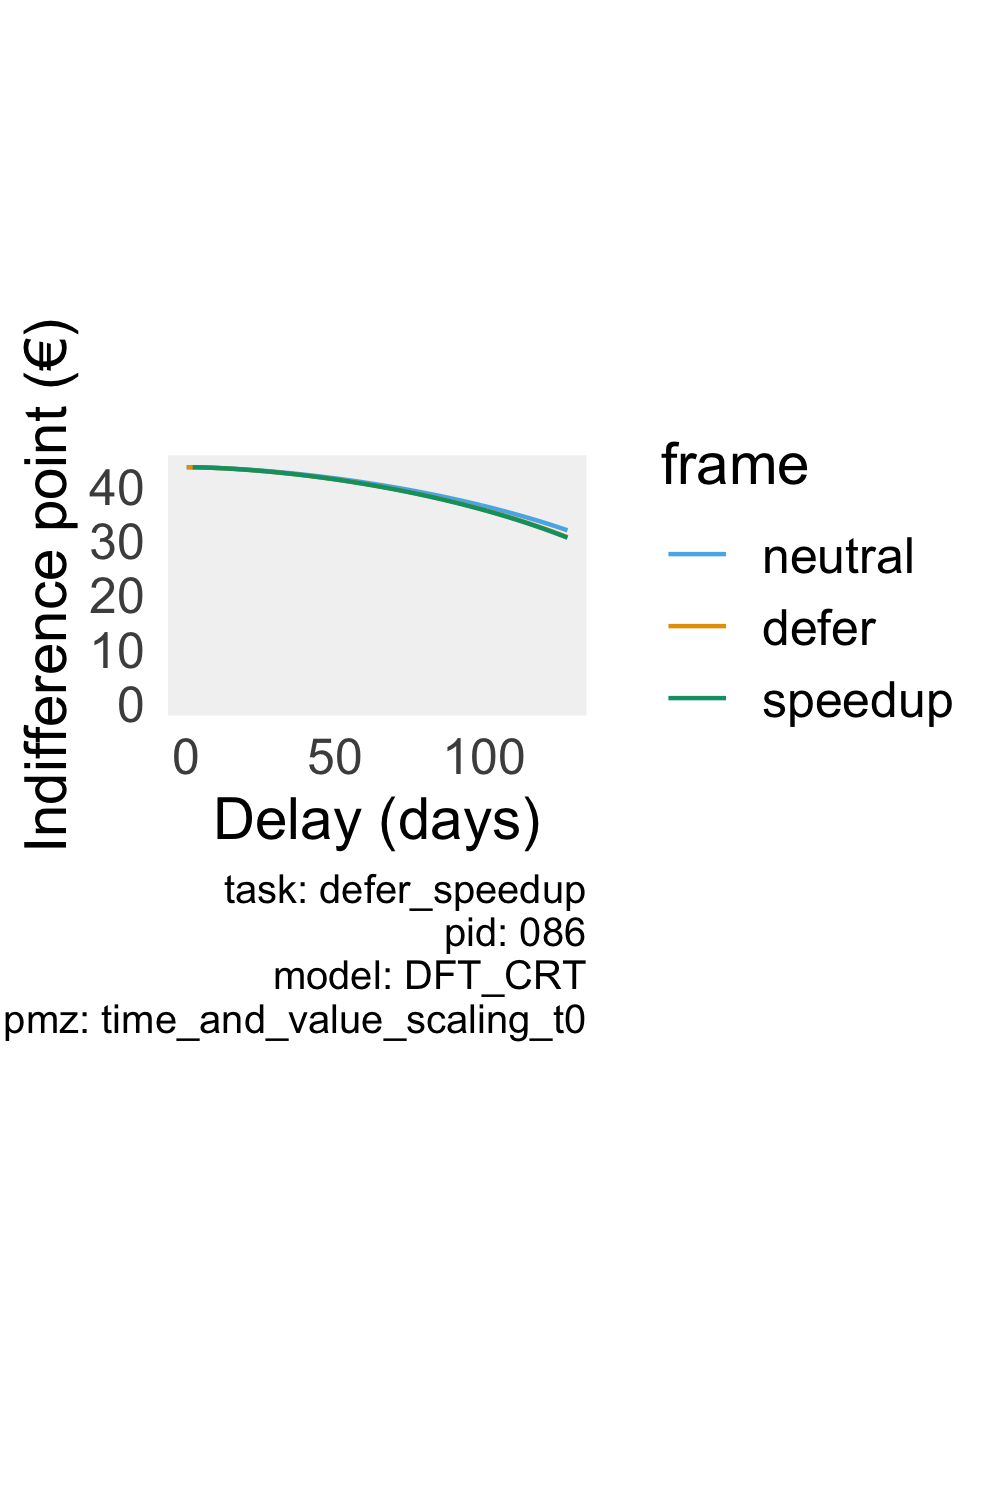 Indifference point (€)
40
30
20
10
0
0 50 100
Delay (days)
frame
neutral
defer
speedup
task: defer_speedup
pid: 086
model: DFT_CRT
pmz: time_and_value_scaling_t0